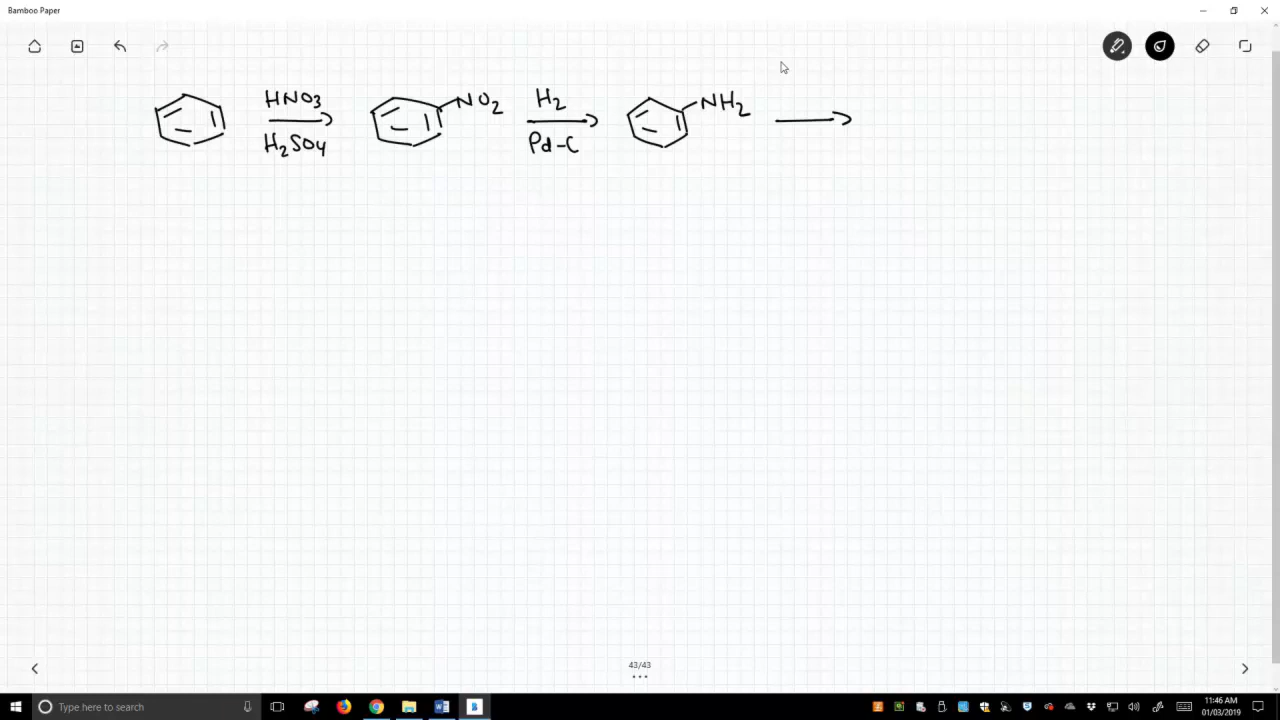 Bamboo Paper
HNO3
H2SO4
NO2
H2
Pd-C
NH2
43/43
Type here to search
11:46 AM
01/03/2019